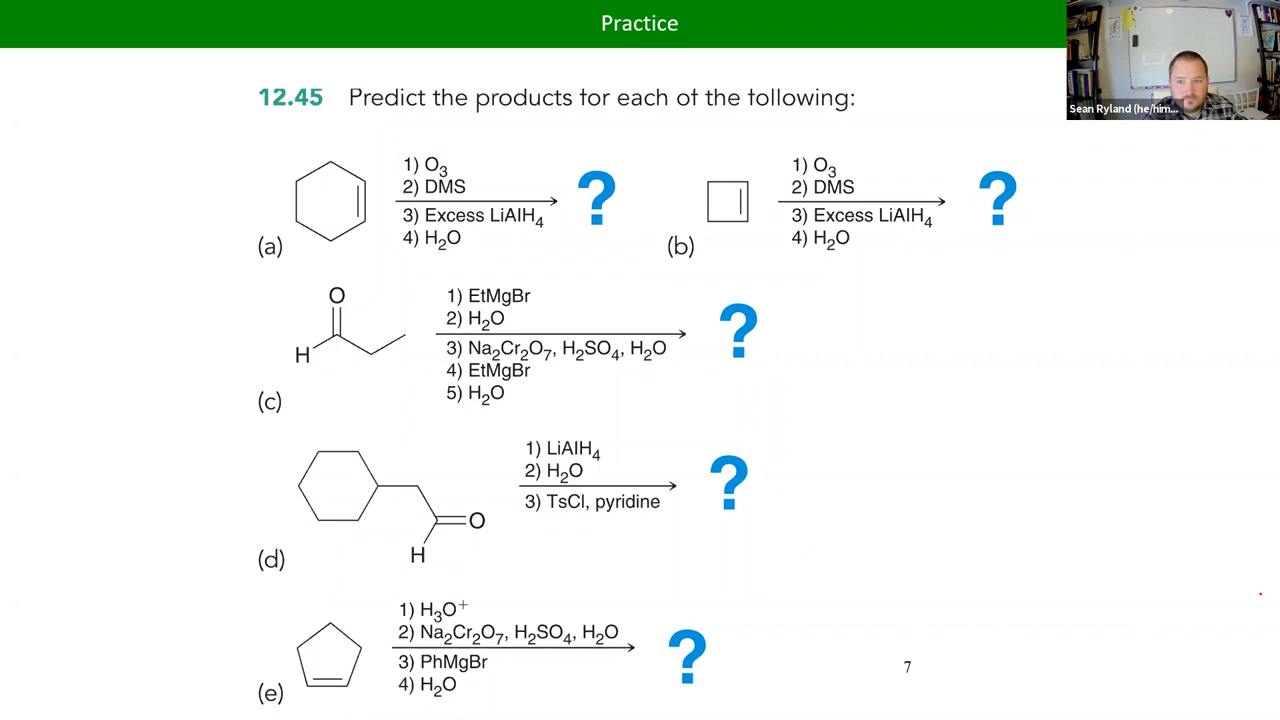 Practice
Sean Ryland (he/him...
12.45 Predict the products for each of the following:
(a)
1) O₃
2) DMS
3) Excess LiAlH₄
4) H₂O
?
(b)
1) O₃
2) DMS
3) Excess LiAlH₄
4) H₂O
?
(c)
O
H
1) EtMgBr
2) H₂O
3) Na₂Cr₂O₇, H₂SO₄, H₂O
4) EtMgBr
5) H₂O
?
(d)
O
H
1) LiAlH₄
2) H₂O
3) TsCl, pyridine
?
(e)
1) H₃O⁺
2) Na₂Cr₂O₇, H₂SO₄, H₂O
3) PhMgBr
4) H₂O
?
7